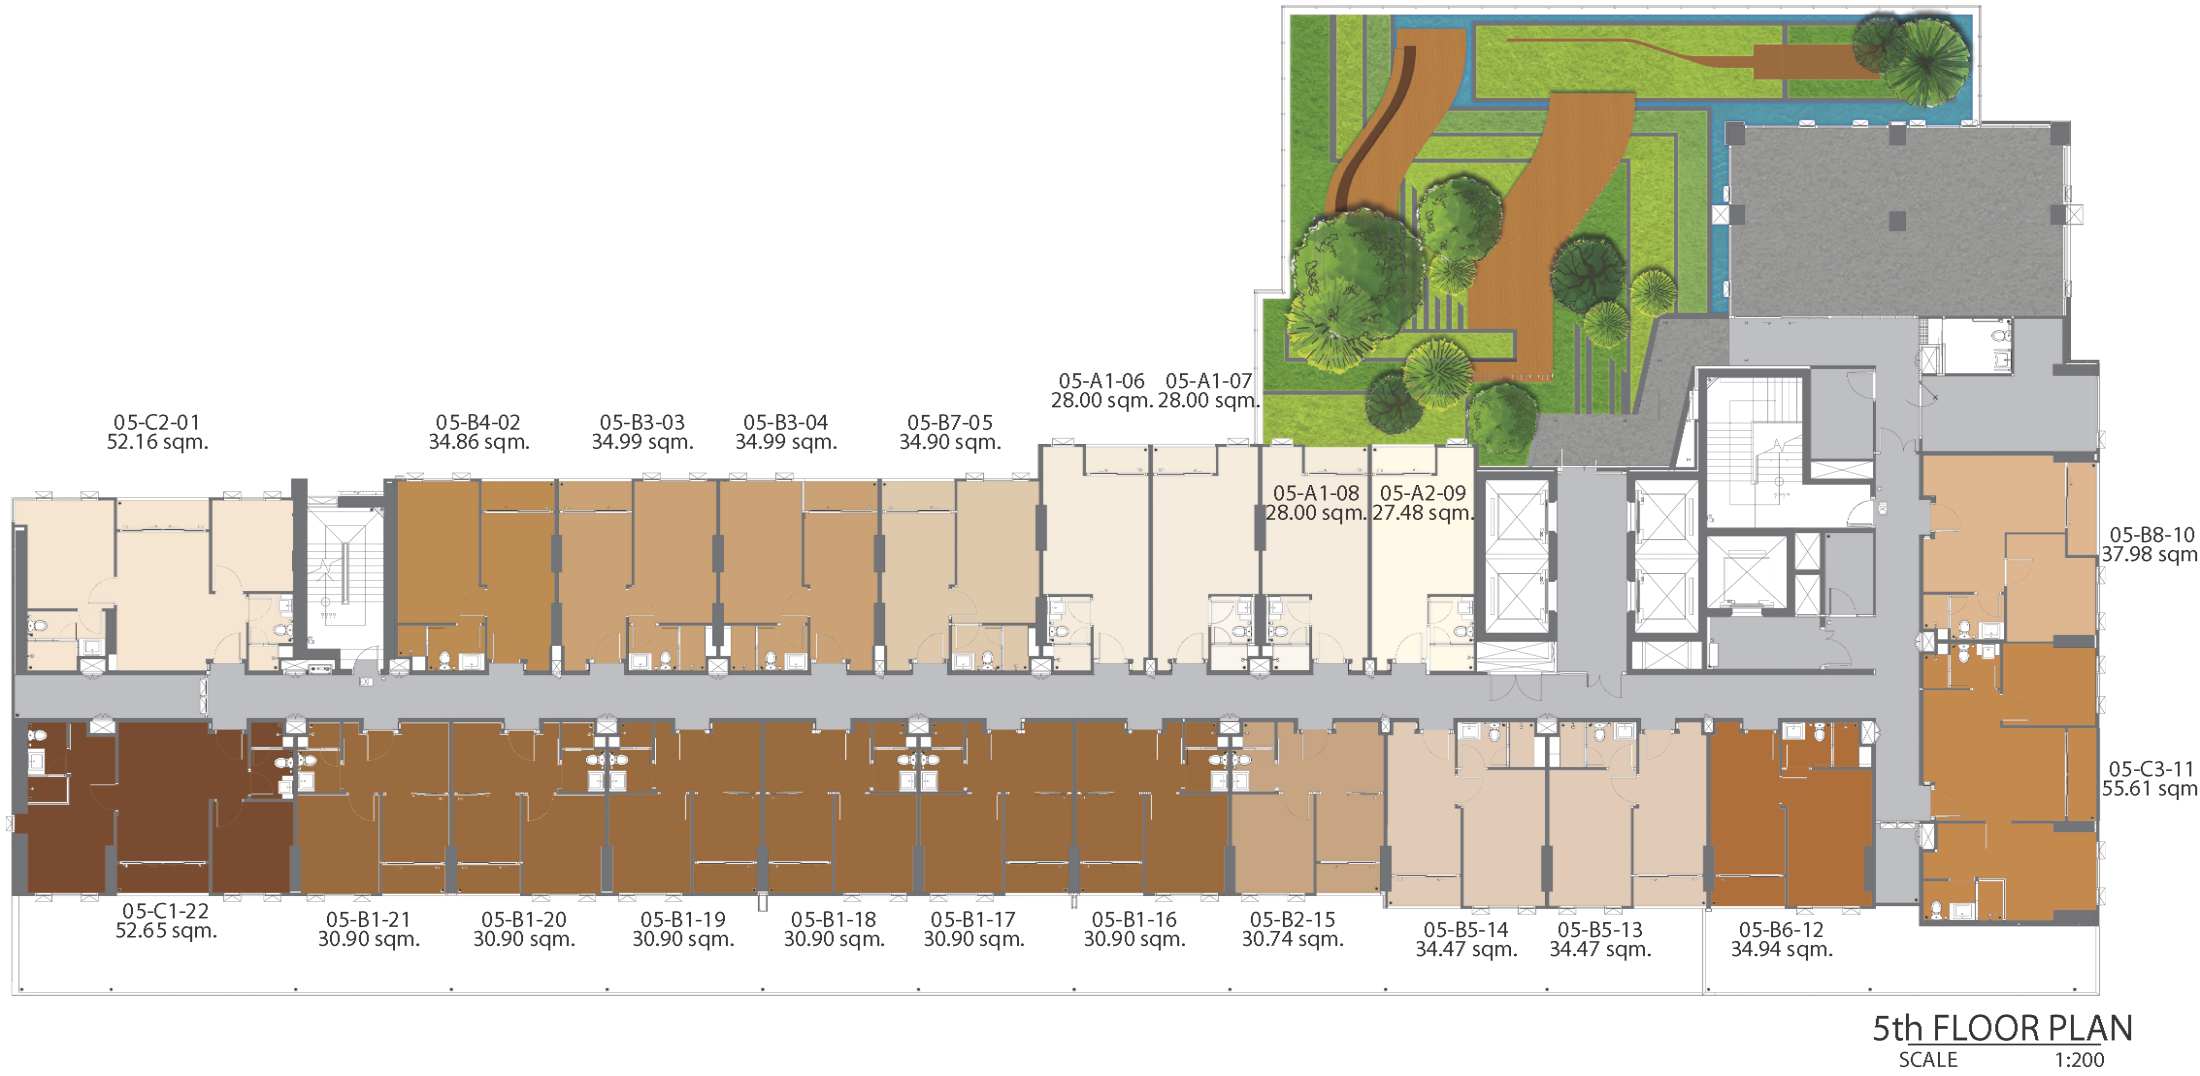 05-A1-06
28.00 sqm.
05-A1-07
28.00 sqm.
05-C2-01
52.16 sqm.
05-B4-02
34.86 sqm.
05-B3-03
34.99 sqm.
05-B3-04
34.99 sqm.
05-B7-05
34.90 sqm.
05-A1-08
28.00 sqm.
05-A2-09
27.48 sqm.
05-B8-10
37.98 sqm
05-C3-11
55.61 sqm
05-C1-22
52.65 sqm.
05-B1-21
30.90 sqm.
05-B1-20
30.90 sqm.
05-B1-19
30.90 sqm.
05-B1-18
30.90 sqm.
05-B1-17
30.90 sqm.
05-B1-16
30.90 sqm.
05-B2-15
30.74 sqm.
05-B5-14
34.47 sqm.
05-B5-13
34.47 sqm.
05-B6-12
34.94 sqm.
5th FLOOR PLAN
SCALE 1:200